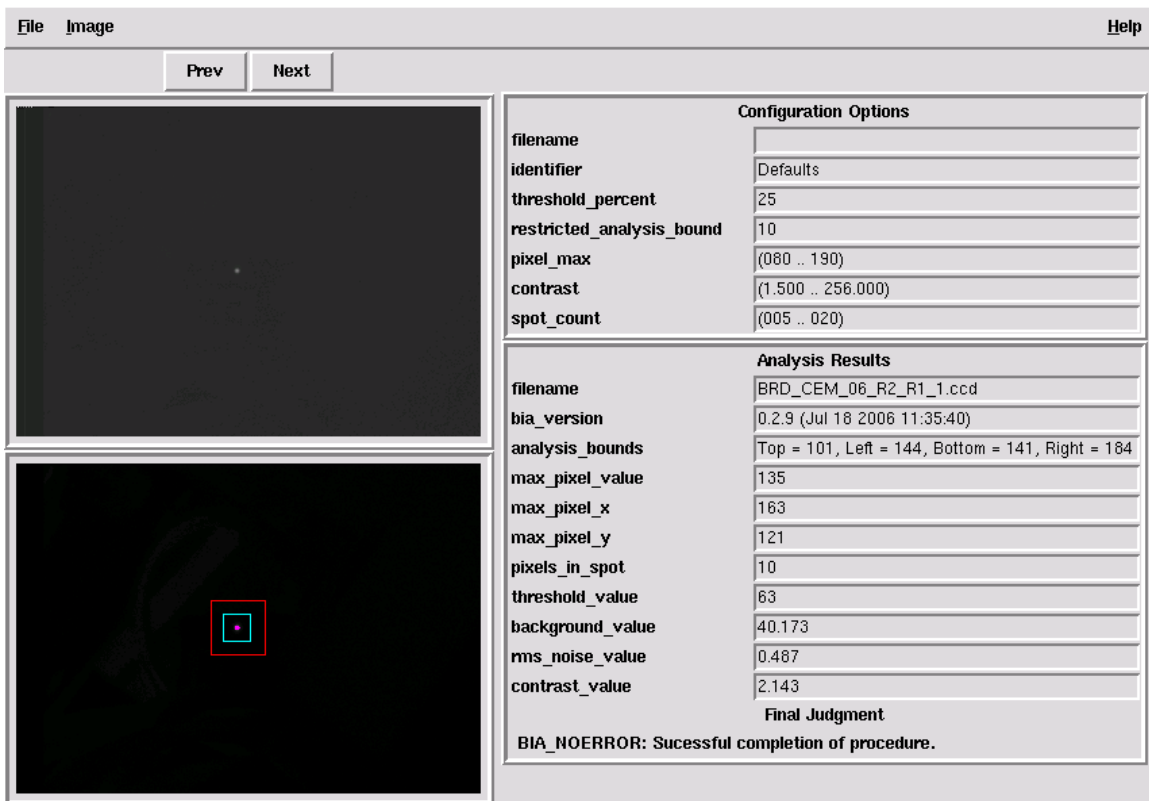 File Image Help
Prev Next
Configuration Options
filename
identifier Defaults
threshold_percent 25
restricted_analysis_bound 10
pixel_max (080 .. 190)
contrast (1.500 .. 256.000)
spot_count (005 .. 020)
Analysis Results
filename BRD_CEM_06_R2_R1_1.ccd
bia_version 0.2.9 (Jul 18 2006 11:35:40)
analysis_bounds Top = 101, Left = 144, Bottom = 141, Right = 184
max_pixel_value 135
max_pixel_x 163
max_pixel_y 121
pixels_in_spot 10
threshold_value 63
background_value 40.173
rms_noise_value 0.487
contrast_value 2.143
Final Judgment
BIA_NOERROR: Sucessful completion of procedure.